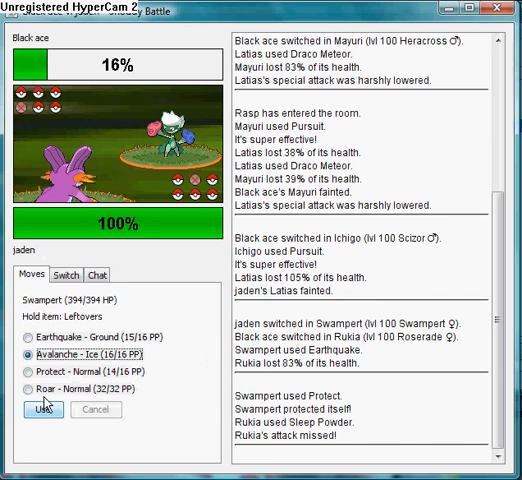 Unregistered HyperCam 2
Shoddy Battle
Black ace
16%
100%
jaden
Moves Switch Chat
Swampert (394/394 HP)
Hold item: Leftovers
Earthquake - Ground (15/16 PP)
Avalanche - Ice (16/16 PP)
Protect - Normal (14/16 PP)
Roar - Normal (32/32 PP)
Use Cancel
Black ace switched in Mayuri (lvl 100 Heracross ♂).
Latias used Draco Meteor.
Mayuri lost 83% of its health.
Latias's special attack was harshly lowered.
Rasp has entered the room.
Mayuri used Pursuit.
It's super effective!
Latias lost 38% of its health.
Latias used Draco Meteor.
Mayuri lost 39% of its health.
Black ace's Mayuri fainted.
Latias's special attack was harshly lowered.
Black ace switched in Ichigo (lvl 100 Scizor ♂).
Ichigo used Pursuit.
It's super effective!
Latias lost 105% of its health.
jaden's Latias fainted.
jaden switched in Swampert (lvl 100 Swampert ♀).
Black ace switched in Rukia (lvl 100 Roserade ♀).
Swampert used Earthquake.
Rukia lost 83% of its health.
Swampert used Protect.
Swampert protected itself!
Rukia used Sleep Powder.
Rukia's attack missed!